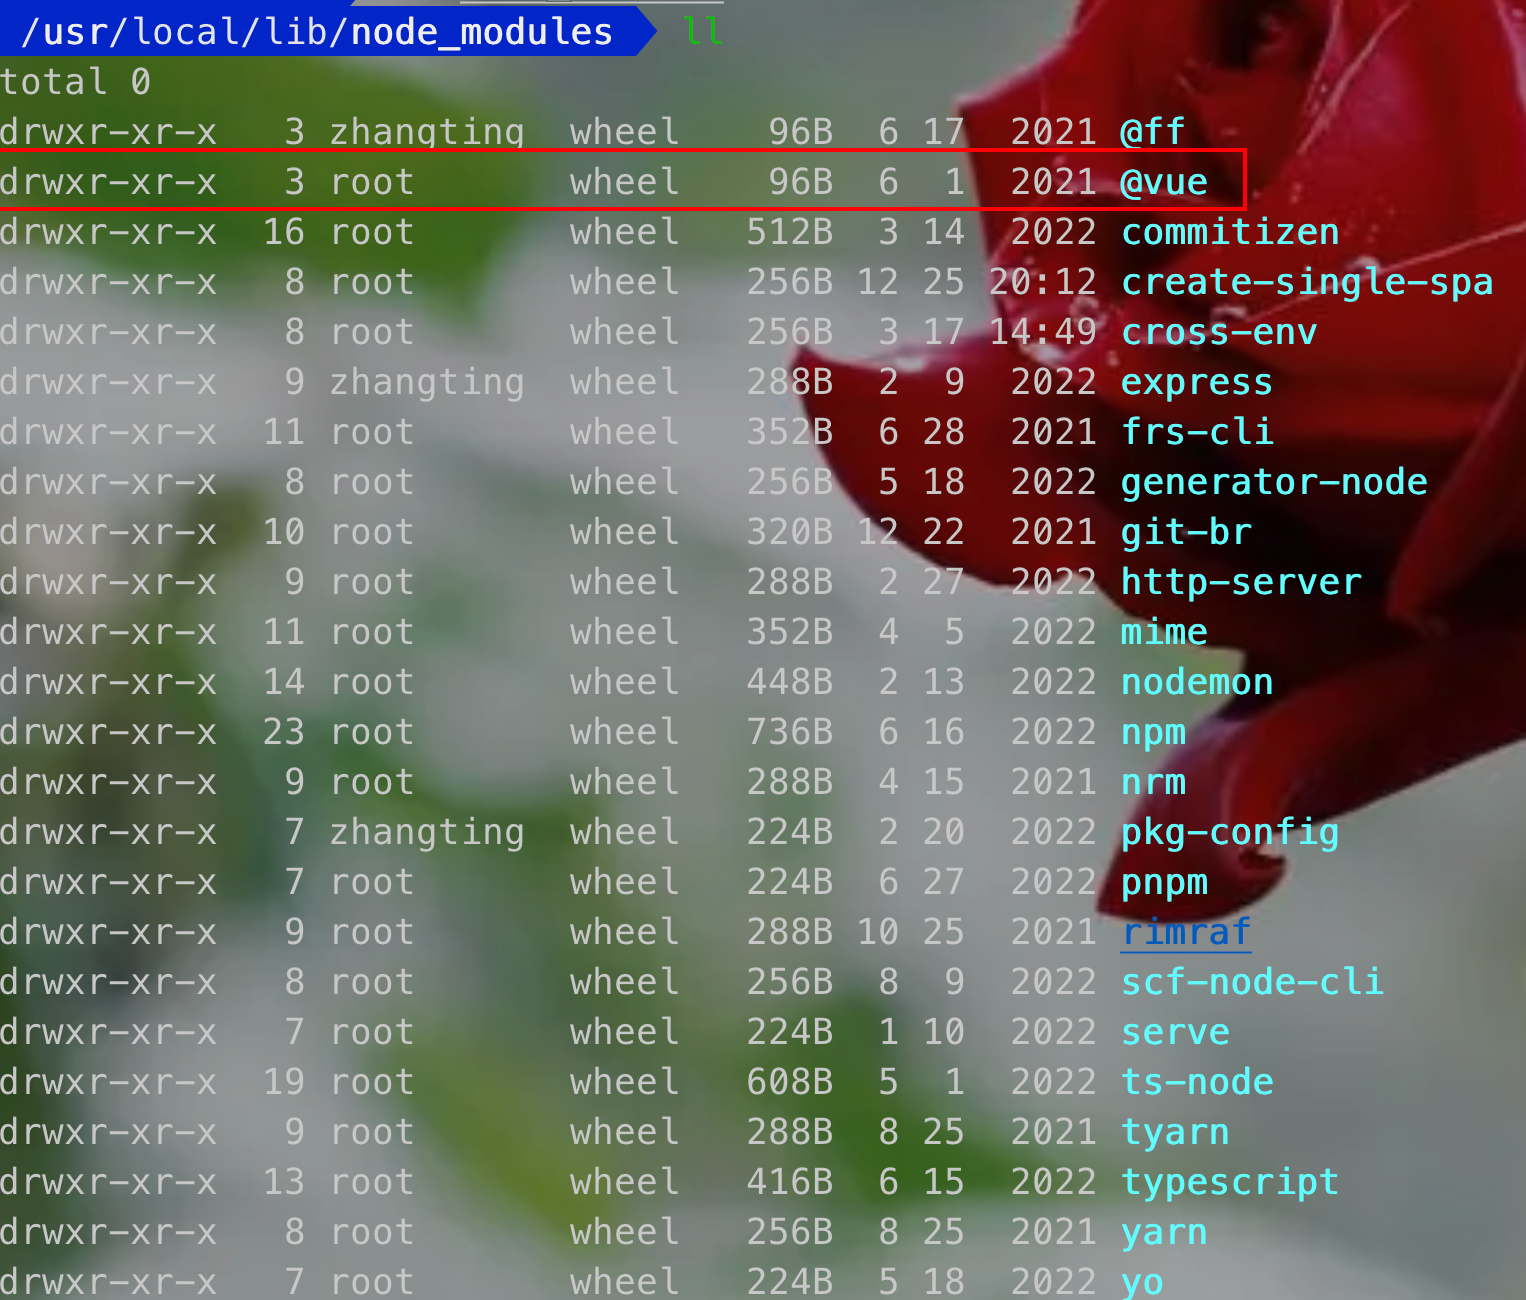 /usr/local/lib/node_modules ll
total 0
drwxr-xr-x 3 zhangting wheel 96B 6 17 2021 @ff
drwxr-xr-x 3 root wheel 96B 6 1 2021 @vue
drwxr-xr-x 16 root wheel 512B 3 14 2022 commitizen
drwxr-xr-x 8 root wheel 256B 12 25 20:12 create-single-spa
drwxr-xr-x 8 root wheel 256B 3 17 14:49 cross-env
drwxr-xr-x 9 zhangting wheel 288B 2 9 2022 express
drwxr-xr-x 11 root wheel 352B 6 28 2021 frs-cli
drwxr-xr-x 8 root wheel 256B 5 18 2022 generator-node
drwxr-xr-x 10 root wheel 320B 12 22 2021 git-br
drwxr-xr-x 9 root wheel 288B 2 27 2022 http-server
drwxr-xr-x 11 root wheel 352B 4 5 2022 mime
drwxr-xr-x 14 root wheel 448B 2 13 2022 nodemon
drwxr-xr-x 23 root wheel 736B 6 16 2022 npm
drwxr-xr-x 9 root wheel 288B 4 15 2021 nrm
drwxr-xr-x 7 zhangting wheel 224B 2 20 2022 pkg-config
drwxr-xr-x 7 root wheel 224B 6 27 2022 pnpm
drwxr-xr-x 9 root wheel 288B 10 25 2021 rimraf
drwxr-xr-x 8 root wheel 256B 8 9 2022 scf-node-cli
drwxr-xr-x 7 root wheel 224B 1 10 2022 serve
drwxr-xr-x 19 root wheel 608B 5 1 2022 ts-node
drwxr-xr-x 9 root wheel 288B 8 25 2021 tyarn
drwxr-xr-x 13 root wheel 416B 6 15 2022 typescript
drwxr-xr-x 8 root wheel 256B 8 25 2021 yarn
drwxr-xr-x 7 root wheel 224B 5 18 2022 yo